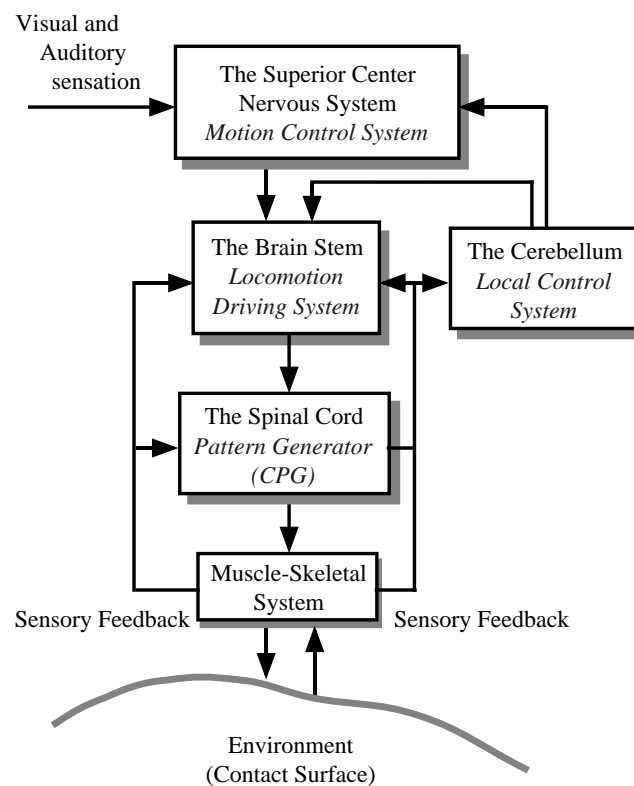 Visual and
Auditory
sensation
The Superior Center
Nervous System
Motion Control System
The Brain Stem
Locomotion
Driving System
The Cerebellum
Local Control
System
The Spinal Cord
Pattern Generator
(CPG)
Muscle-Skeletal
System
Sensory Feedback
Sensory Feedback
Environment
(Contact Surface)